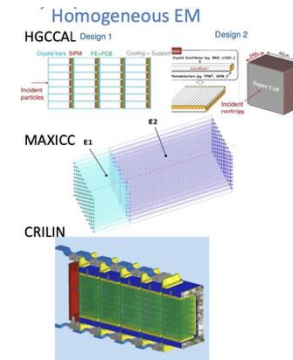 Homogeneous EM
HGCCAL Design 1
Design 2
Crystal bars SiPM FE+PCB Cooling + Support
Incident
particles
Super Cell
Incident
particles
MAXICC
E1
E2
CRILIN